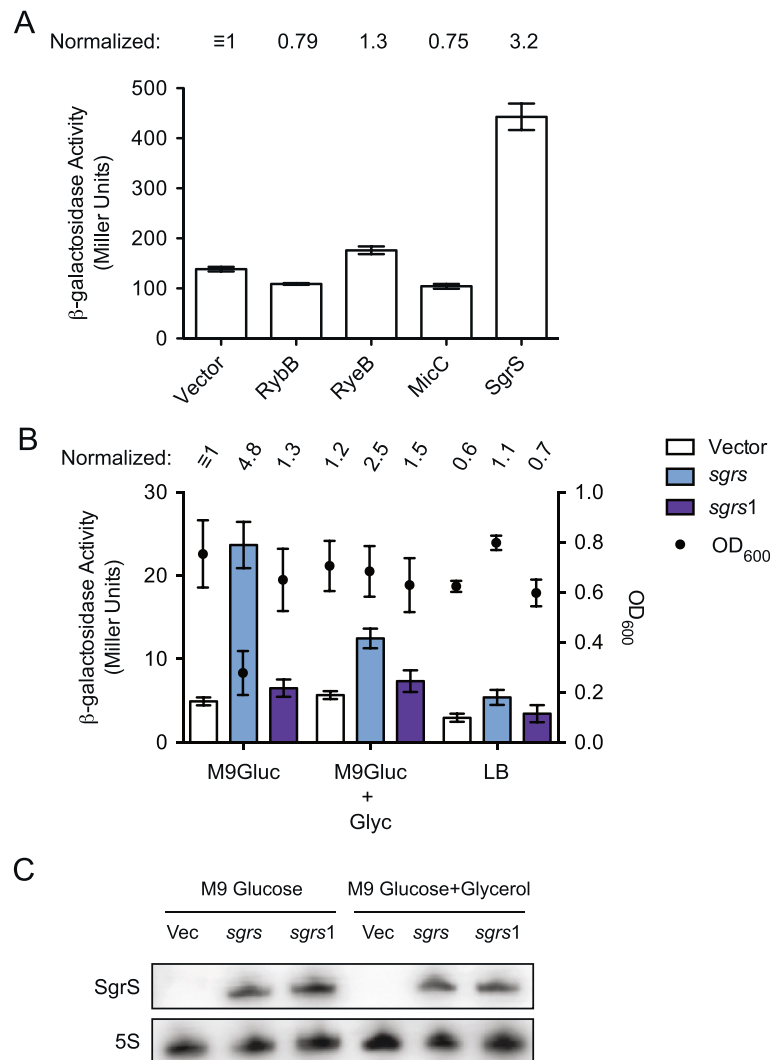 A
Normalized: ≡1 0.79 1.3 0.75 3.2
β-galactosidase Activity
(Miller Units)
500
400
300
200
100
0
Vector RybB RyeB MicC SgrS
B
Normalized: ≡1 4.8 1.3 1.2 2.5 1.5 0.6 1.1 0.7
Vector
sgrs
sgrs1
OD600
β-galactosidase Activity
(Miller Units)
30
20
10
0
1.0
0.8
0.6
0.4
0.2
0.0
OD600
M9Gluc M9Gluc LB
+
Glyc
C
M9 Glucose M9 Glucose+Glycerol
Vec sgrs sgrs1 Vec sgrs sgrs1
SgrS
5S